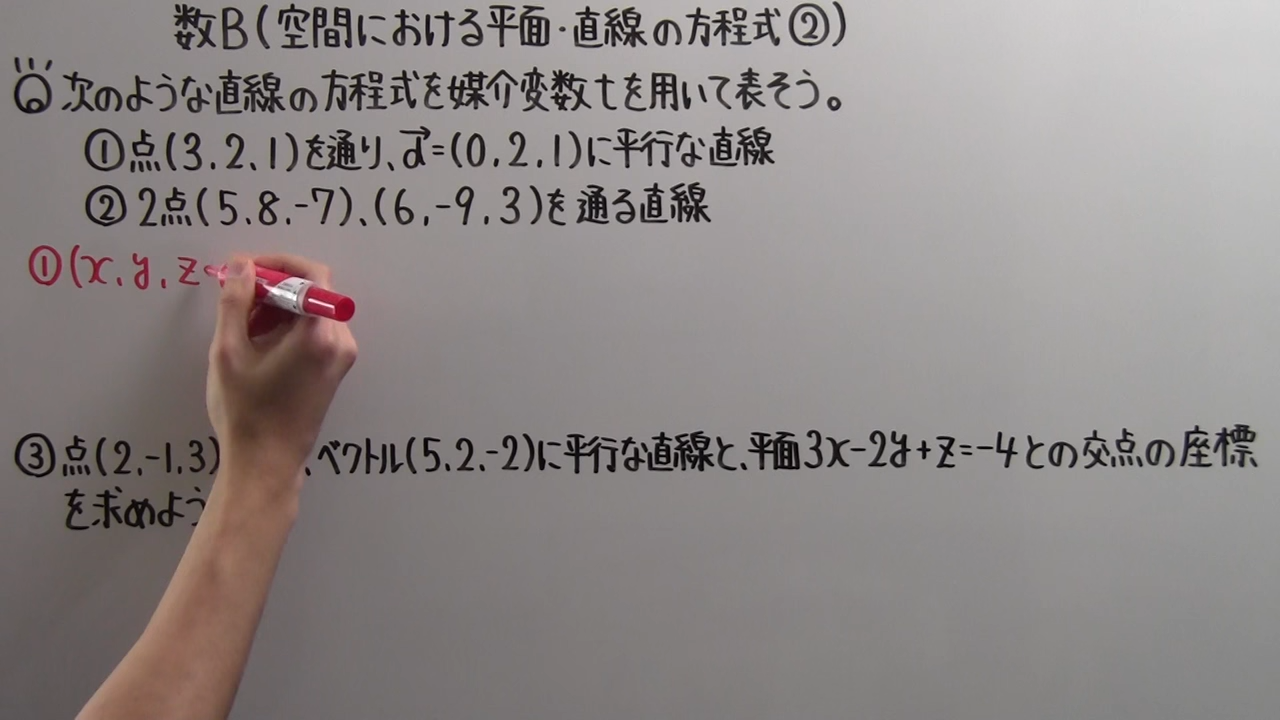 数B(空間における平面・直線の方程式②)
次のような直線の方程式を媒介変数tを用いて表そう。
①点(3,2,1)を通り、a→=(0,2,1)に平行な直線
②2点(5,8,-7)、(6,-9,3)を通る直線
①(x,y,z
③点(2,-1,3) 、ベクトル(5,2,-2)に平行な直線と、平面3x-2y+z=-4との交点の座標
を求めよう